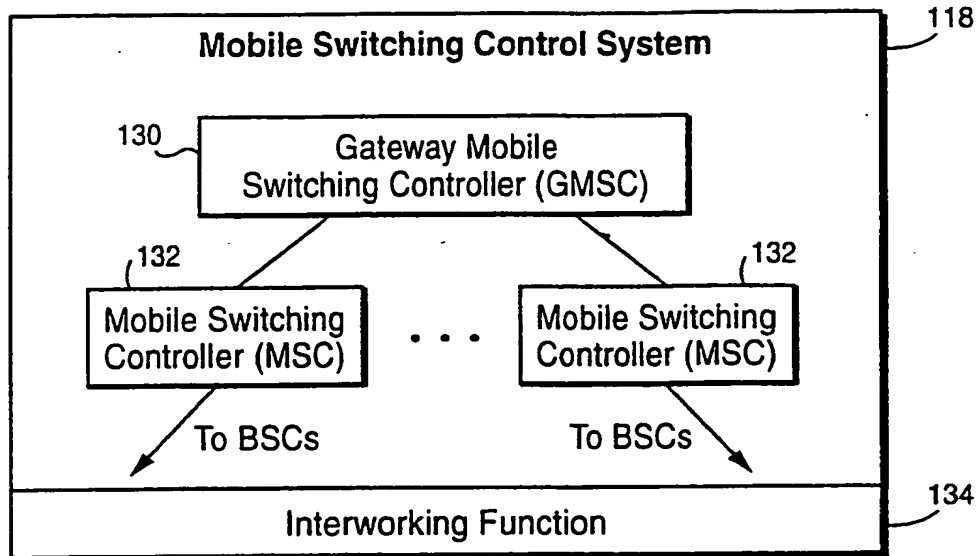 118
Mobile Switching Control System
130
Gateway Mobile
Switching Controller (GMSC)
132
132
Mobile Switching
Controller (MSC)
. . .
Mobile Switching
Controller (MSC)
To BSCs
To BSCs
134
Interworking Function